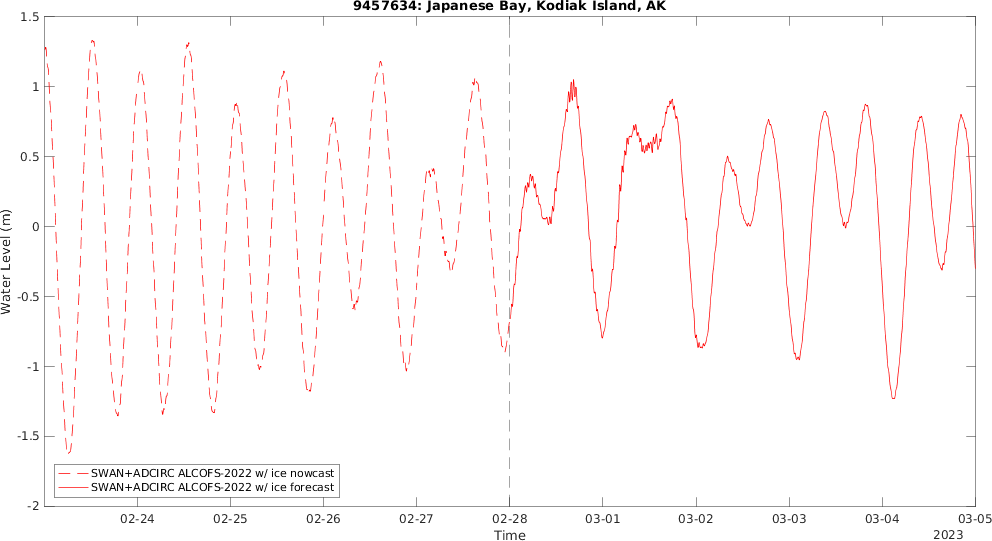 9457634: Japanese Bay, Kodiak Island, AK
1.5
1
0.5
0
-0.5
-1
-1.5
-2
Water Level (m)
SWAN+ADCIRC ALCOFS-2022 w/ ice nowcast
SWAN+ADCIRC ALCOFS-2022 w/ ice forecast
02-24 02-25 02-26 02-27 02-28 03-01 03-02 03-03 03-04 03-05
Time
2023